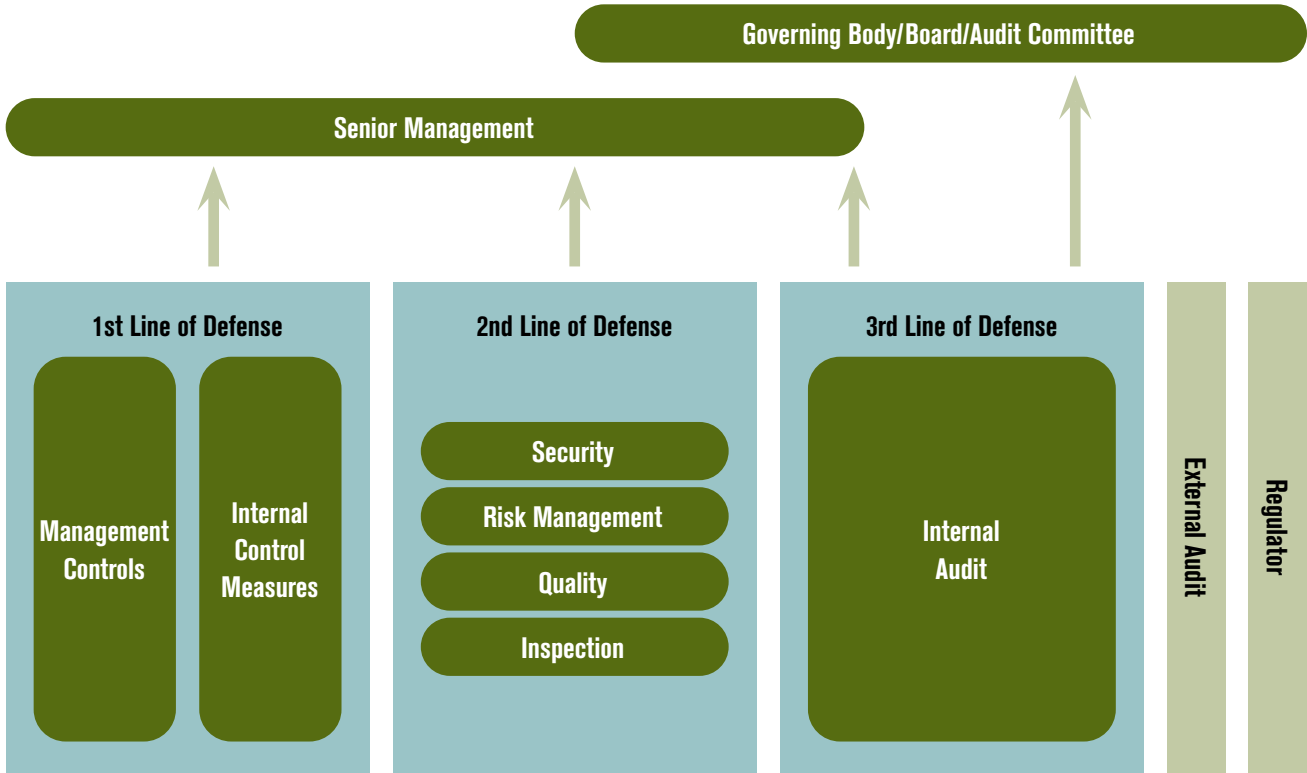 Governing Body/Board/Audit Committee
Senior Management
1st Line of Defense
Management
Controls
Internal
Control
Measures
2nd Line of Defense
Security
Risk Management
Quality
Inspection
3rd Line of Defense
Internal
Audit
External Audit
Regulator